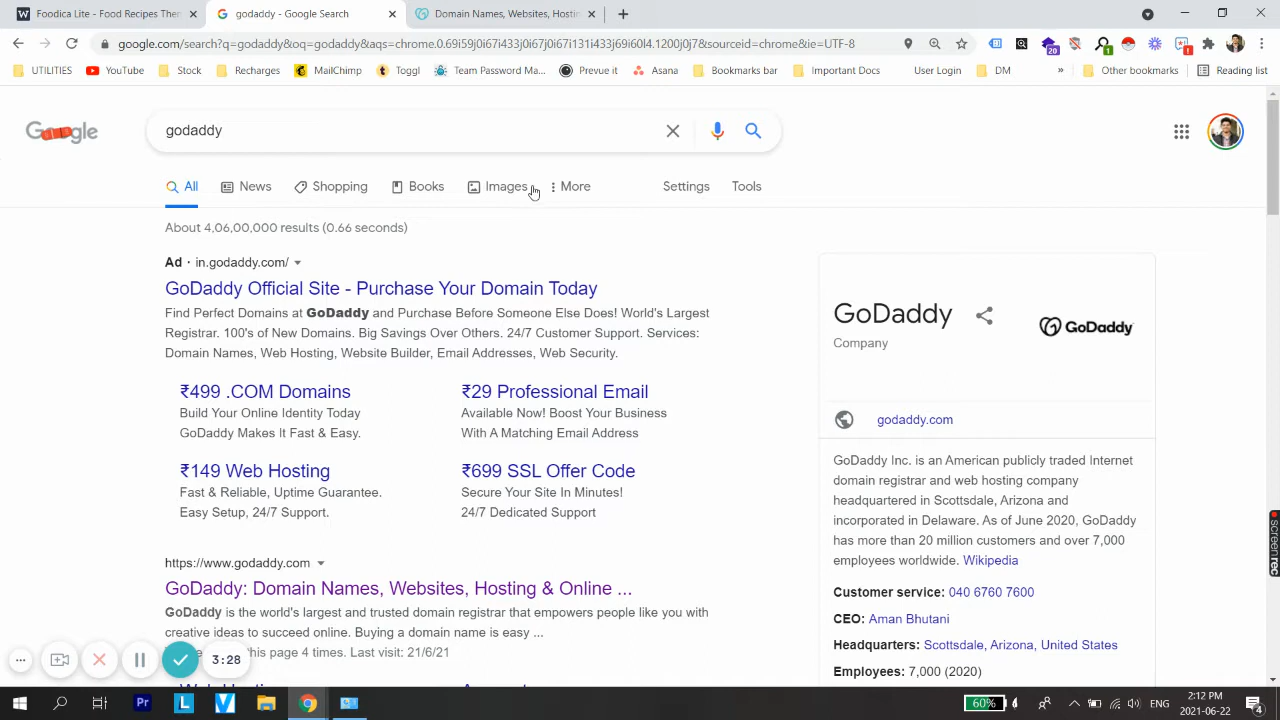 Foodica Lite - Food Recipes Then
godaddy - Google Search
Domain Names, Websites, Hostin
google.com/search?q=godaddy&oq=godaddy&aqs=chrome.0.69i59j0i67i433j0i67j0i67i131i433j69i60l4.1200j0j7&sourceid=chrome&ie=UTF-8
20
1
1
UTILITIES
YouTube
Stock
Recharges
MailChimp
Toggl
Team Password Ma...
Prevue it
Asana
Bookmarks bar
Important Docs
User Login
DM
»
Other bookmarks
Reading list
Google
godaddy
All
News
Shopping
Books
Images
More
Settings
Tools
About 4,06,00,000 results (0.66 seconds)
Ad · in.godaddy.com/
GoDaddy Official Site - Purchase Your Domain Today
Find Perfect Domains at GoDaddy and Purchase Before Someone Else Does! World's Largest
Registrar. 100's of New Domains. Big Savings Over Others. 24/7 Customer Support. Services:
Domain Names, Web Hosting, Website Builder, Email Addresses, Web Security.
₹499 .COM Domains
Build Your Online Identity Today
GoDaddy Makes It Fast & Easy.
₹29 Professional Email
Available Now! Boost Your Business
With A Matching Email Address
₹149 Web Hosting
Fast & Reliable, Uptime Guarantee.
Easy Setup, 24/7 Support.
₹699 SSL Offer Code
Secure Your Site In Minutes!
24/7 Dedicated Support
https://www.godaddy.com
GoDaddy: Domain Names, Websites, Hosting & Online ...
GoDaddy is the world's largest and trusted domain registrar that empowers people like you with
creative ideas to succeed online. Buying a domain name is easy ...
this page 4 times. Last visit: 21/6/21
GoDaddy
Company
GoDaddy
godaddy.com
GoDaddy Inc. is an American publicly traded Internet
domain registrar and web hosting company
headquartered in Scottsdale, Arizona and
incorporated in Delaware. As of June 2020, GoDaddy
has more than 20 million customers and over 7,000
employees worldwide. Wikipedia
Customer service: 040 6760 7600
CEO: Aman Bhutani
Headquarters: Scottsdale, Arizona, United States
Employees: 7,000 (2020)
screenrec
3:28
Pr
L
60%
ENG
2:12 PM
2021-06-22
4